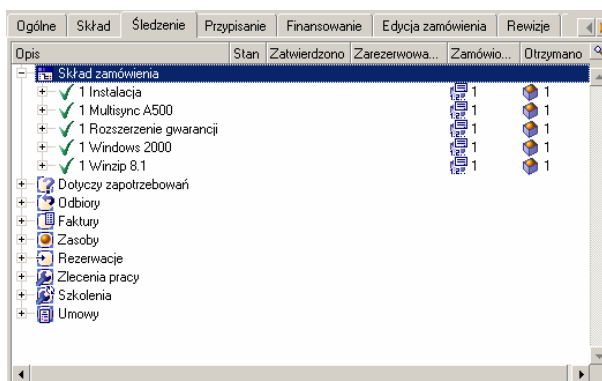 Ogólne Skład Śledzenie Przypisanie Finansowanie Edycja zamówienia Rewizje
Opis Stan Zatwierdzono Zarezerwowa... Zamówio... Otrzymano
Skład zamówienia
1 Instalacja 1 1
1 Multisync A500 1 1
1 Rozszerzenie gwarancji 1 1
1 Windows 2000 1 1
1 Winzip 8.1 1 1
Dotyczy zapotrzebowań
Odbiory
Faktury
Zasoby
Rezerwacje
Zlecenia pracy
Szkolenia
Umowy